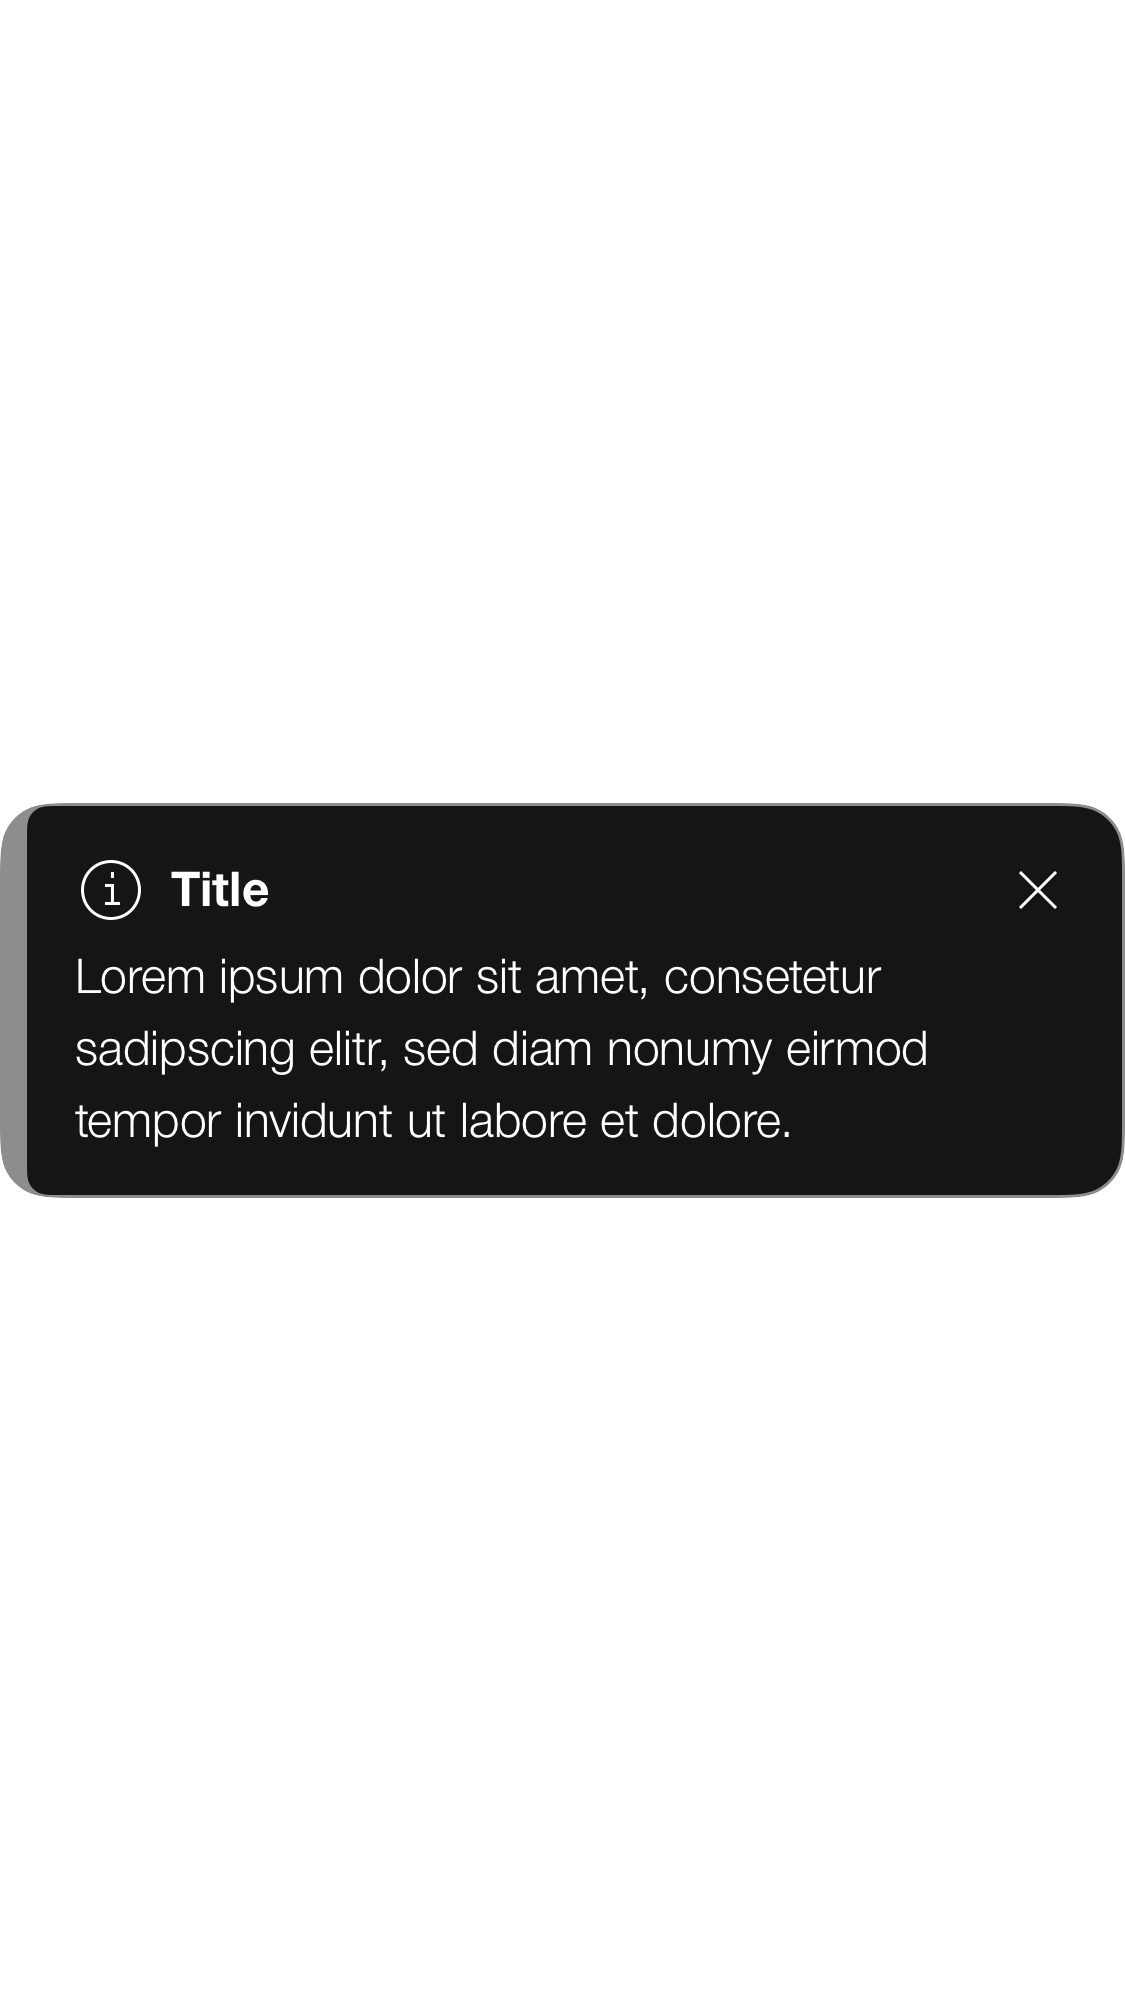 Title
Lorem ipsum dolor sit amet, consetetur
sadipscing elitr, sed diam nonumy eirmod
tempor invidunt ut labore et dolore.